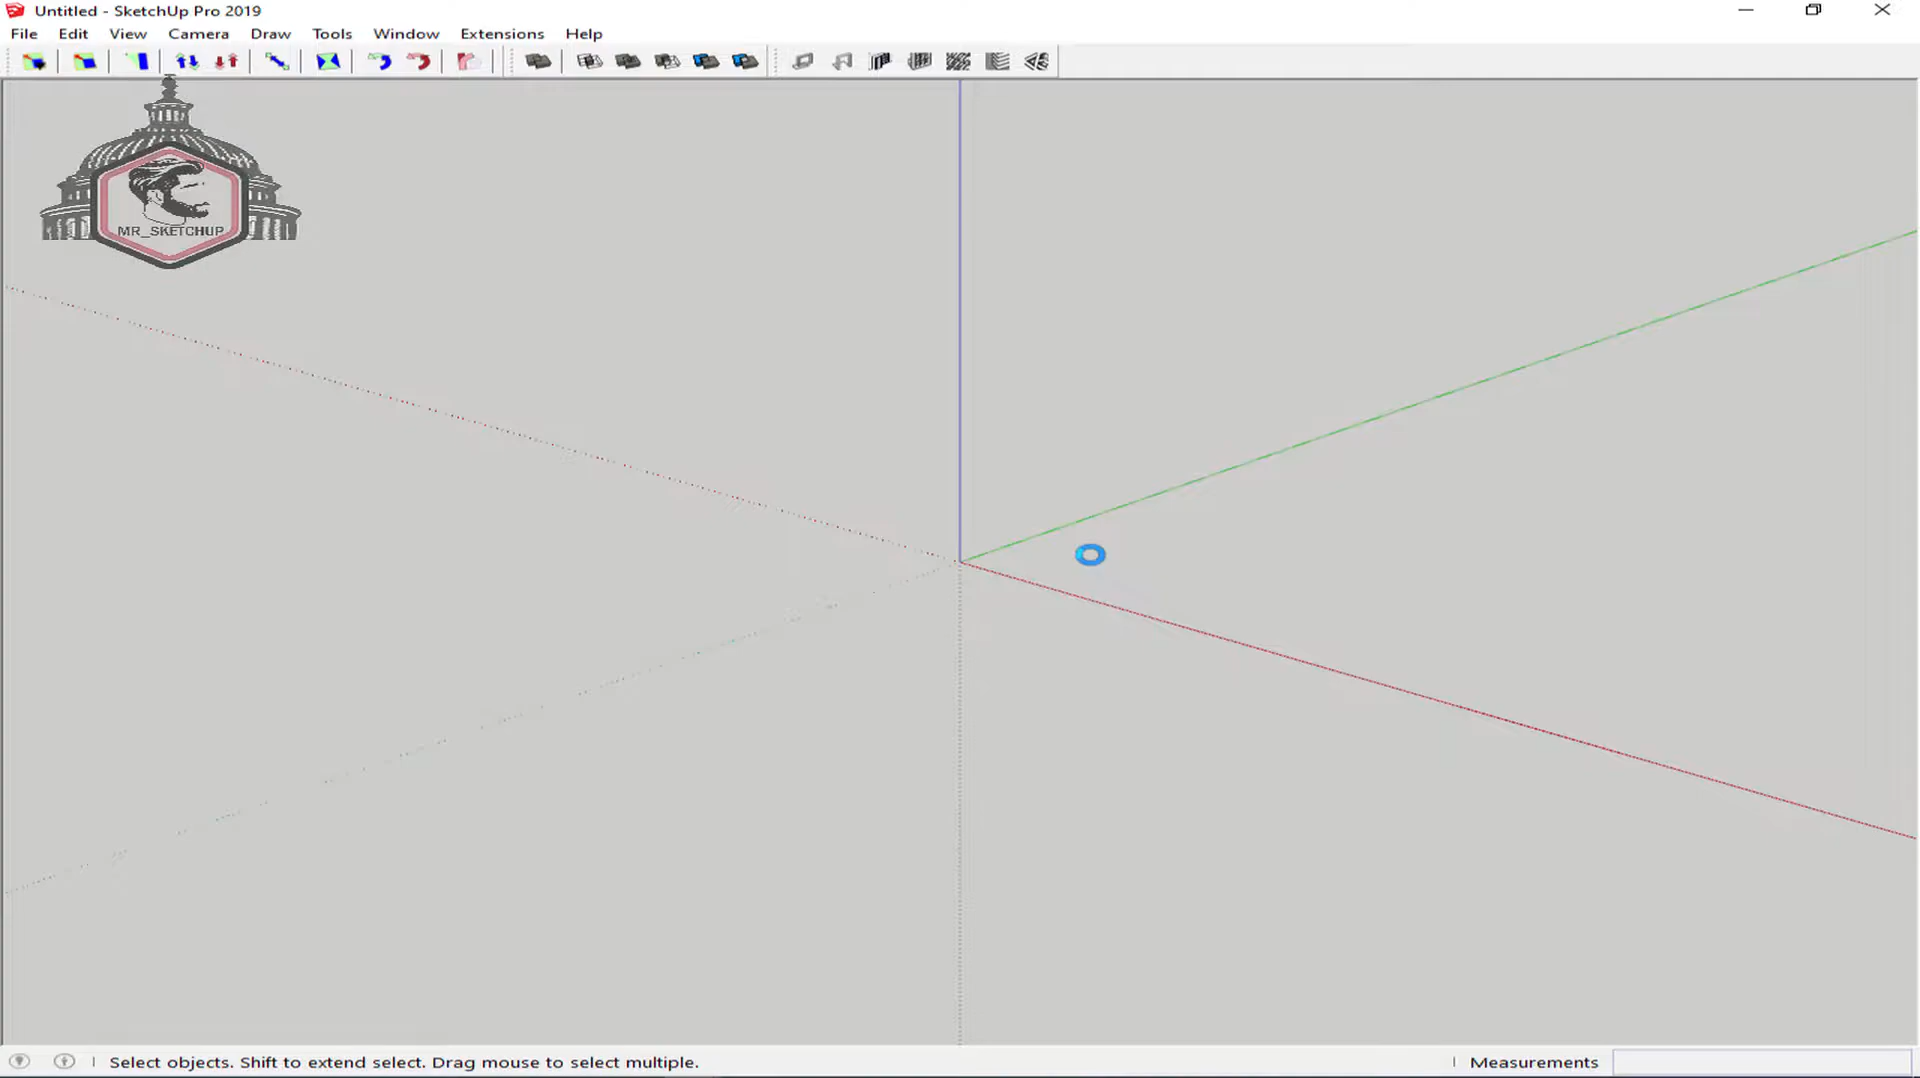 Untitled - SketchUp Pro 2019
File Edit View Camera Draw Tools Window Extensions Help
MR_SKETCHUP
Select objects. Shift to extend select. Drag mouse to select multiple. Measurements